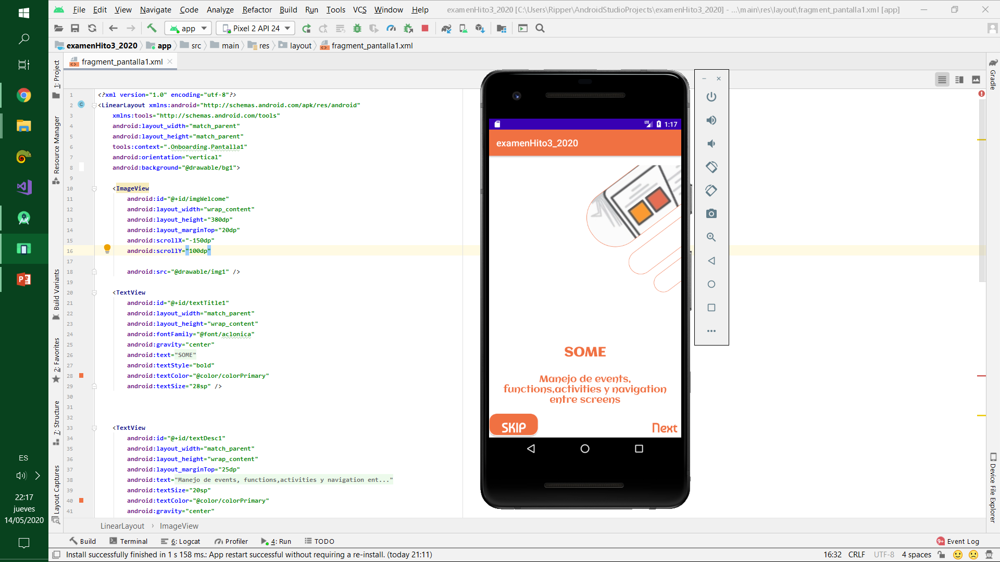 File Edit View Navigate Code Analyze Refactor Build Run Tools VCS Window Help examenHito3_2020 [C:\Users\Ripper\AndroidStudioProjects\examenHito3_2020] - ...\main\res\layout\fragment_pantalla1.xml [app]
app Pixel 2 API 24
examenHito3_2020 app src main res layout fragment_pantalla1.xml
fragment_pantalla1.xml
1: Project
Resource Manager
Build Variants
2: Favorites
7: Structure
Layout Captures
1 <?xml version="1.0" encoding="utf-8"?>
2 <LinearLayout xmlns:android="http://schemas.android.com/apk/res/android"
3 xmlns:tools="http://schemas.android.com/tools"
4 android:layout_width="match_parent"
5 android:layout_height="match_parent"
6 tools:context=".Onboarding.Pantalla1"
7 android:orientation="vertical"
8 android:background="@drawable/bg1">
9
10 <ImageView
11 android:id="@+id/imgWelcome"
12 android:layout_width="wrap_content"
13 android:layout_height="380dp"
14 android:layout_marginTop="20dp"
15 android:scrollX="-150dp"
16 android:scrollY="100dp"
17
18 android:src="@drawable/img1" />
19
20 <TextView
21 android:id="@+id/textTitle1"
22 android:layout_width="match_parent"
23 android:layout_height="wrap_content"
24 android:fontFamily="@font/aclonica"
25 android:gravity="center"
26 android:text="SOME"
27 android:textStyle="bold"
28 android:textColor="@color/colorPrimary"
29 android:textSize="28sp" />
30
31
32
33 <TextView
34 android:id="@+id/textDesc1"
35 android:layout_width="match_parent"
36 android:layout_height="wrap_content"
37 android:layout_marginTop="25dp"
38 android:text="Manejo de events, functions,activities y navigation ent..."
39 android:textSize="20sp"
40 android:textColor="@color/colorPrimary"
41 android:gravity="center"
LTE 1:17
examenHito3_2020
SOME
Manejo de events,
functions,activities y navigation
entre screens
SKIP Next
Gradle
Device File Explorer
LinearLayout ImageView
Build Terminal 6: Logcat Profiler 4: Run TODO 9+ Event Log
Install successfully finished in 1 s 158 ms.: App restart successful without requiring a re-install. (today 21:11) 16:32 CRLF UTF-8 4 spaces
ES
22:17
jueves
14/05/2020